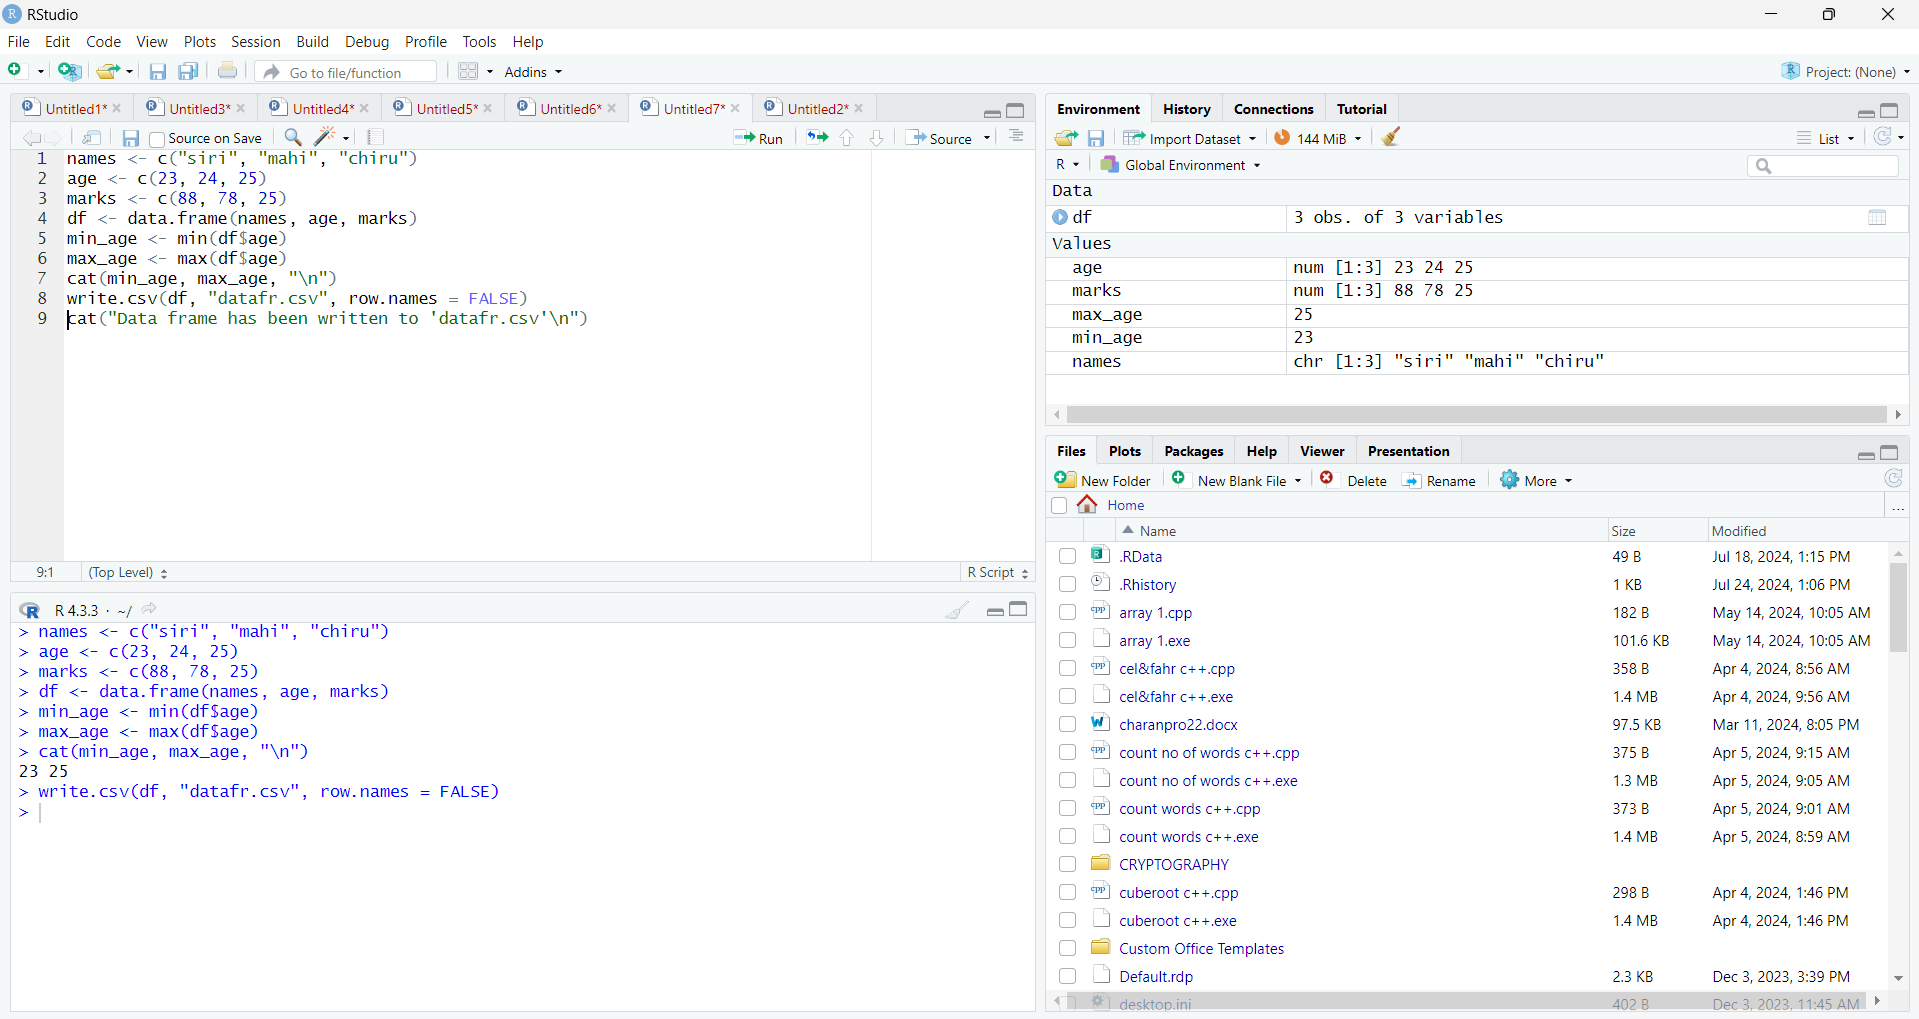 RStudio
File Edit Code View Plots Session Build Debug Profile Tools Help
Go to file/function Addins Project: (None)
Untitled1* Untitled3* Untitled4* Untitled5* Untitled6* Untitled7* Untitled2*
Source on Save Run Source
1 names <- c("siri", "mahi", "chiru")
2 age <- c(23, 24, 25)
3 marks <- c(88, 78, 25)
4 df <- data.frame(names, age, marks)
5 min_age <- min(df$age)
6 max_age <- max(df$age)
7 cat(min_age, max_age, "\n")
8 write.csv(df, "datafr.csv", row.names = FALSE)
9 cat("Data frame has been written to 'datafr.csv'\n")
9:1 (Top Level) R Script
R 4.3.3 · ~/
> names <- c("siri", "mahi", "chiru")
> age <- c(23, 24, 25)
> marks <- c(88, 78, 25)
> df <- data.frame(names, age, marks)
> min_age <- min(df$age)
> max_age <- max(df$age)
> cat(min_age, max_age, "\n")
23 25
> write.csv(df, "datafr.csv", row.names = FALSE)
>
Environment History Connections Tutorial
Import Dataset 144 MiB List
R Global Environment
Data
df 3 obs. of 3 variables
Values
age num [1:3] 23 24 25
marks num [1:3] 88 78 25
max_age 25
min_age 23
names chr [1:3] "siri" "mahi" "chiru"
Files Plots Packages Help Viewer Presentation
New Folder New Blank File Delete Rename More
Home ...
Name Size Modified
.RData 49 B Jul 18, 2024, 1:15 PM
.Rhistory 1 KB Jul 24, 2024, 1:06 PM
array 1.cpp 182 B May 14, 2024, 10:05 AM
array 1.exe 101.6 KB May 14, 2024, 10:05 AM
cel&fahr c++.cpp 358 B Apr 4, 2024, 8:56 AM
cel&fahr c++.exe 1.4 MB Apr 4, 2024, 9:56 AM
charanpro22.docx 97.5 KB Mar 11, 2024, 8:05 PM
count no of words c++.cpp 375 B Apr 5, 2024, 9:15 AM
count no of words c++.exe 1.3 MB Apr 5, 2024, 9:05 AM
count words c++.cpp 373 B Apr 5, 2024, 9:01 AM
count words c++.exe 1.4 MB Apr 5, 2024, 8:59 AM
CRYPTOGRAPHY
cuberoot c++.cpp 298 B Apr 4, 2024, 1:46 PM
cuberoot c++.exe 1.4 MB Apr 4, 2024, 1:46 PM
Custom Office Templates
Default.rdp 2.3 KB Dec 3, 2023, 3:39 PM
desktop.ini 402 B Dec 3, 2023, 11:45 AM